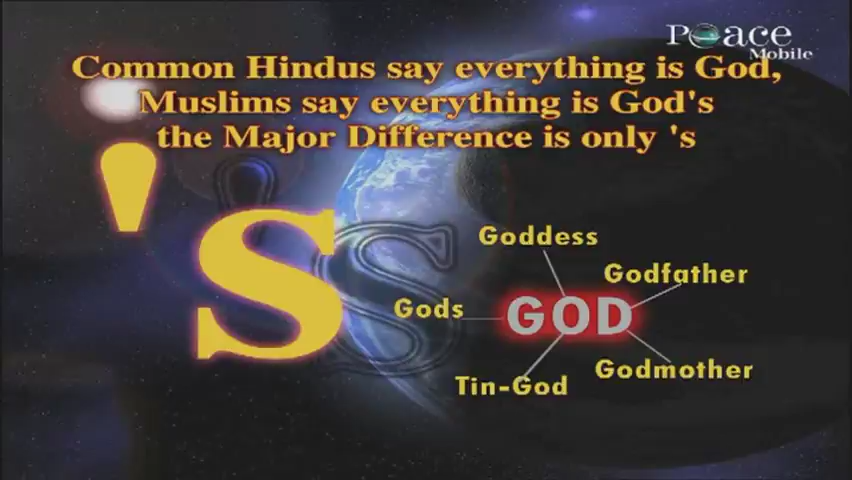 Peace
Mobile
Common Hindus say everything is God,
Muslims say everything is God's
the Major Difference is only 's
's
Goddess
Godfather
Gods
GOD
Godmother
Tin-God